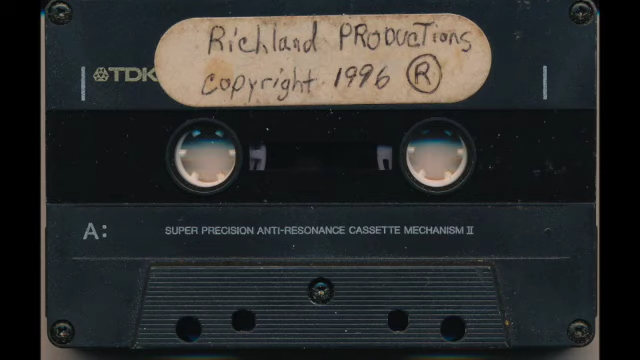 Richland PRODUCTions
copyright 1996 ®
TDK
A:
SUPER PRECISION ANTI-RESONANCE CASSETTE MECHANISM II